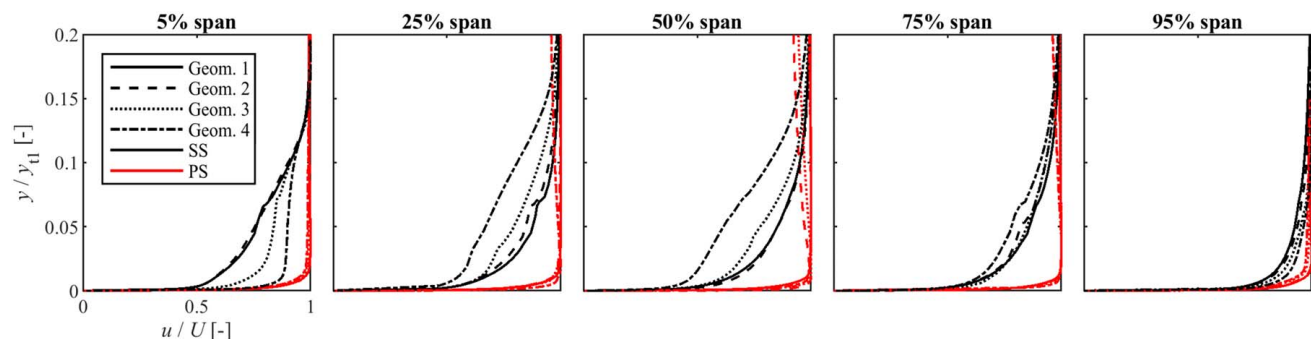 5% span 25% span 50% span 75% span 95% span
0.2
Geom. 1
Geom. 2
Geom. 3
Geom. 4
SS
PS
0.15
0.1
0.05
0
y / y_t1 [-]
0 0.5 1
u / U [-]